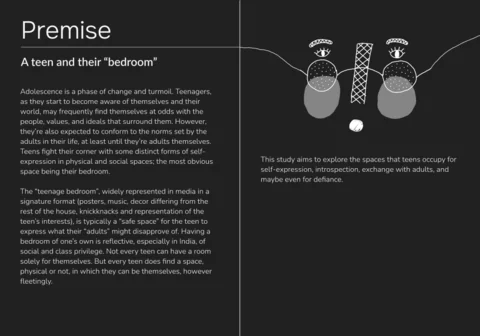 Premise
A teen and their “bedroom”
Adolescence is a phase of change and turmoil. Teenagers,
as they start to become aware of themselves and their
world, may frequently find themselves at odds with the
people, values, and ideals that surround them. However,
they're also expected to conform to the norms set by the
adults in their life, at least until they're adults themselves.
Teens fight their corner with some distinct forms of self-
expression in physical and social spaces; the most obvious
space being their bedroom.
The “teenage bedroom”, widely represented in media in a
signature format (posters, music, decor differing from the
rest of the house, knickknacks and representation of the
teen's interests), is typically a “safe space” for the teen to
express what their “adults” might disapprove of. Having a
bedroom of one's own is reflective, especially in India, of
social and class privilege. Not every teen can have a room
solely for themselves. But every teen does find a space,
physical or not, in which they can be themselves, however
fleetingly.
This study aims to explore the spaces that teens occupy for
self-expression, introspection, exchange with adults, and
maybe even for defiance.